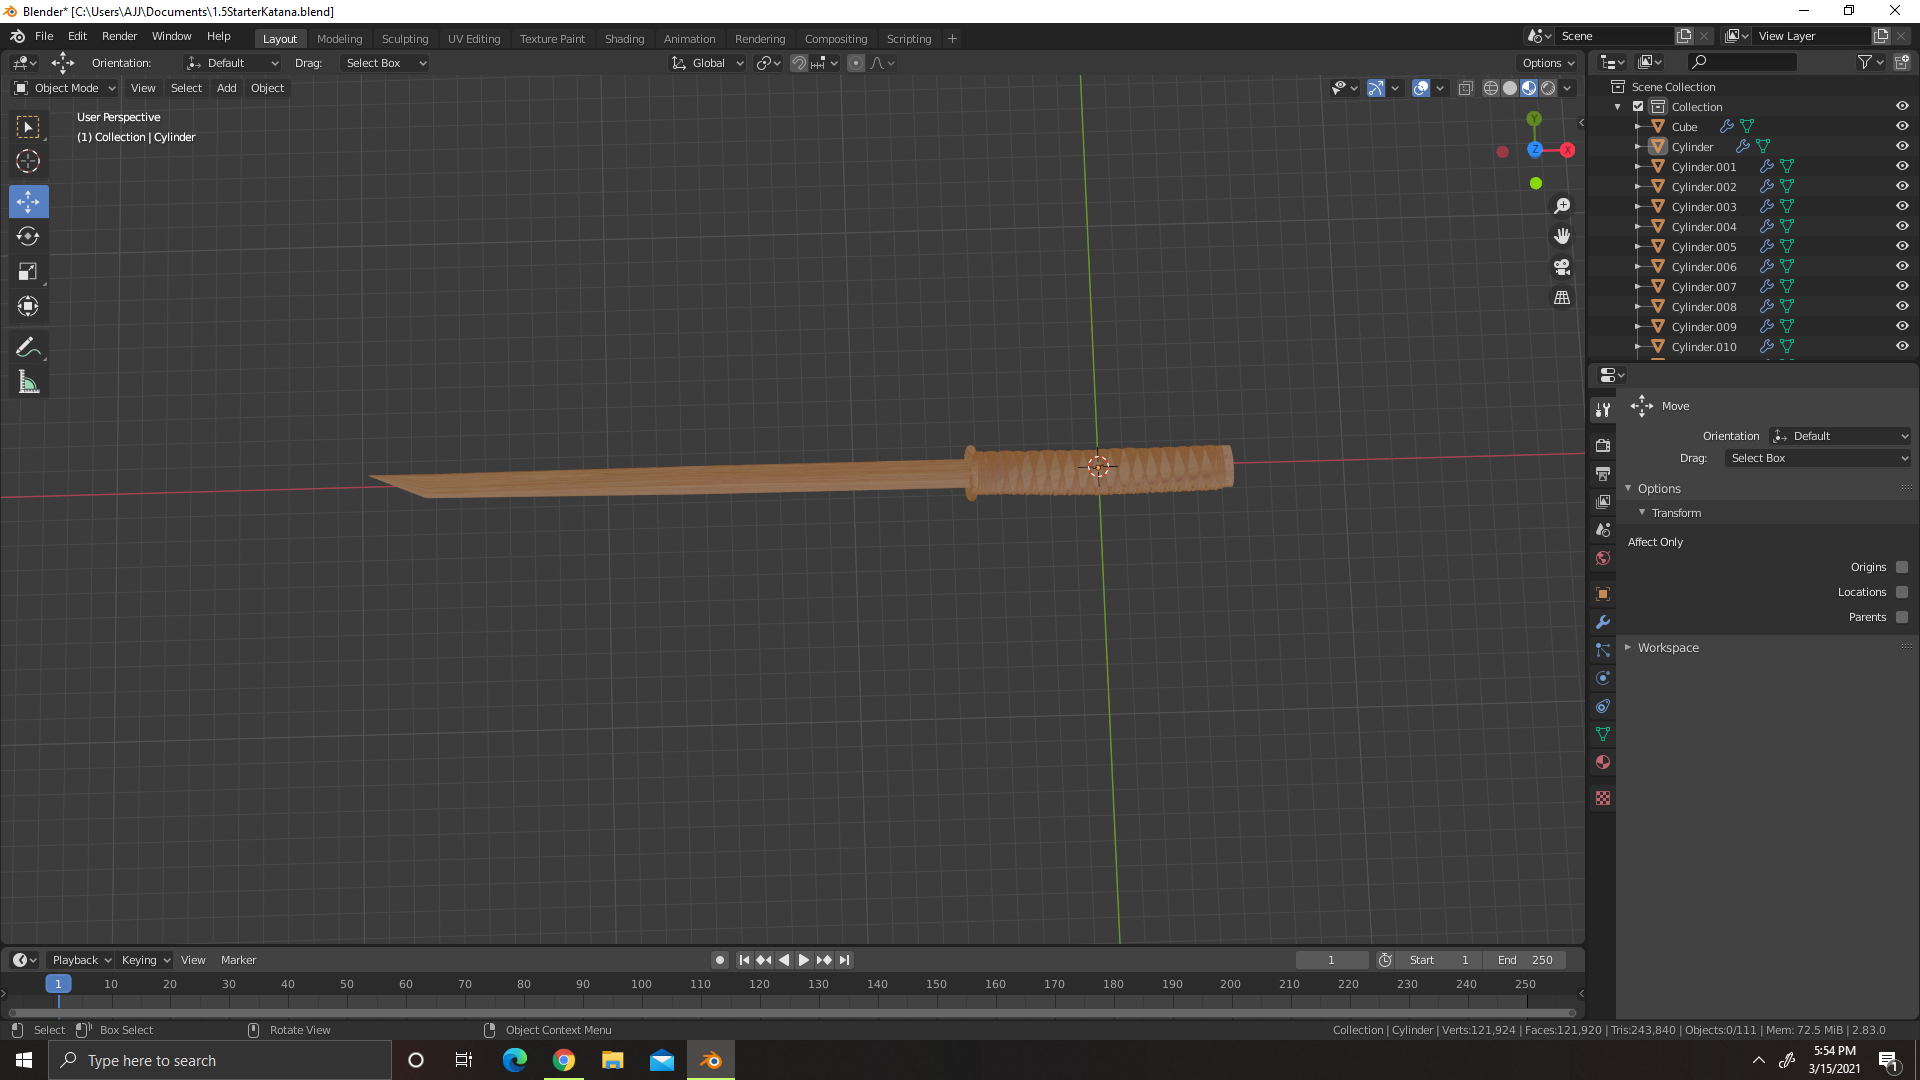 Blender* [C:\Users\AJJ\Documents\1.5StarterKatana.blend]
File Edit Render Window Help Layout Modeling Sculpting UV Editing Texture Paint Shading Animation Rendering Compositing Scripting + Scene View Layer
Orientation: Default Drag: Select Box Global Options
Object Mode View Select Add Object
User Perspective
(1) Collection | Cylinder
Y
X
Z
Scene Collection
Collection
Cube
Cylinder
Cylinder.001
Cylinder.002
Cylinder.003
Cylinder.004
Cylinder.005
Cylinder.006
Cylinder.007
Cylinder.008
Cylinder.009
Cylinder.010
Move
Orientation Default
Drag: Select Box
Options
Transform
Affect Only
Origins
Locations
Parents
Workspace
Playback Keying View Marker 1 Start 1 End 250
1 10 20 30 40 50 60 70 80 90 100 110 120 130 140 150 160 170 180 190 200 210 220 230 240 250
Select Box Select Rotate View Object Context Menu Collection | Cylinder | Verts:121,924 | Faces:121,920 | Tris:243,840 | Objects:0/111 | Mem: 72.5 MiB | 2.83.0
Type here to search
5:54 PM
3/15/2021
1